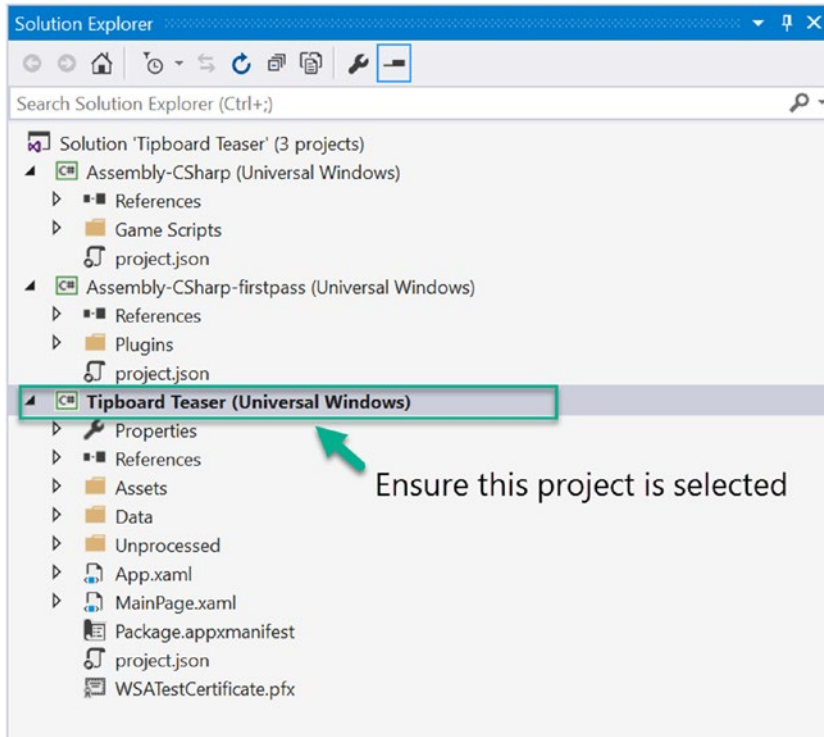 Solution Explorer
Search Solution Explorer (Ctrl+;)
Solution 'Tipboard Teaser' (3 projects)
C# Assembly-CSharp (Universal Windows)
References
Game Scripts
project.json
C# Assembly-CSharp-firstpass (Universal Windows)
References
Plugins
project.json
C# Tipboard Teaser (Universal Windows)
Properties
References
Ensure this project is selected
Assets
Data
Unprocessed
App.xaml
MainPage.xaml
Package.appxmanifest
project.json
WSATestCertificate.pfx